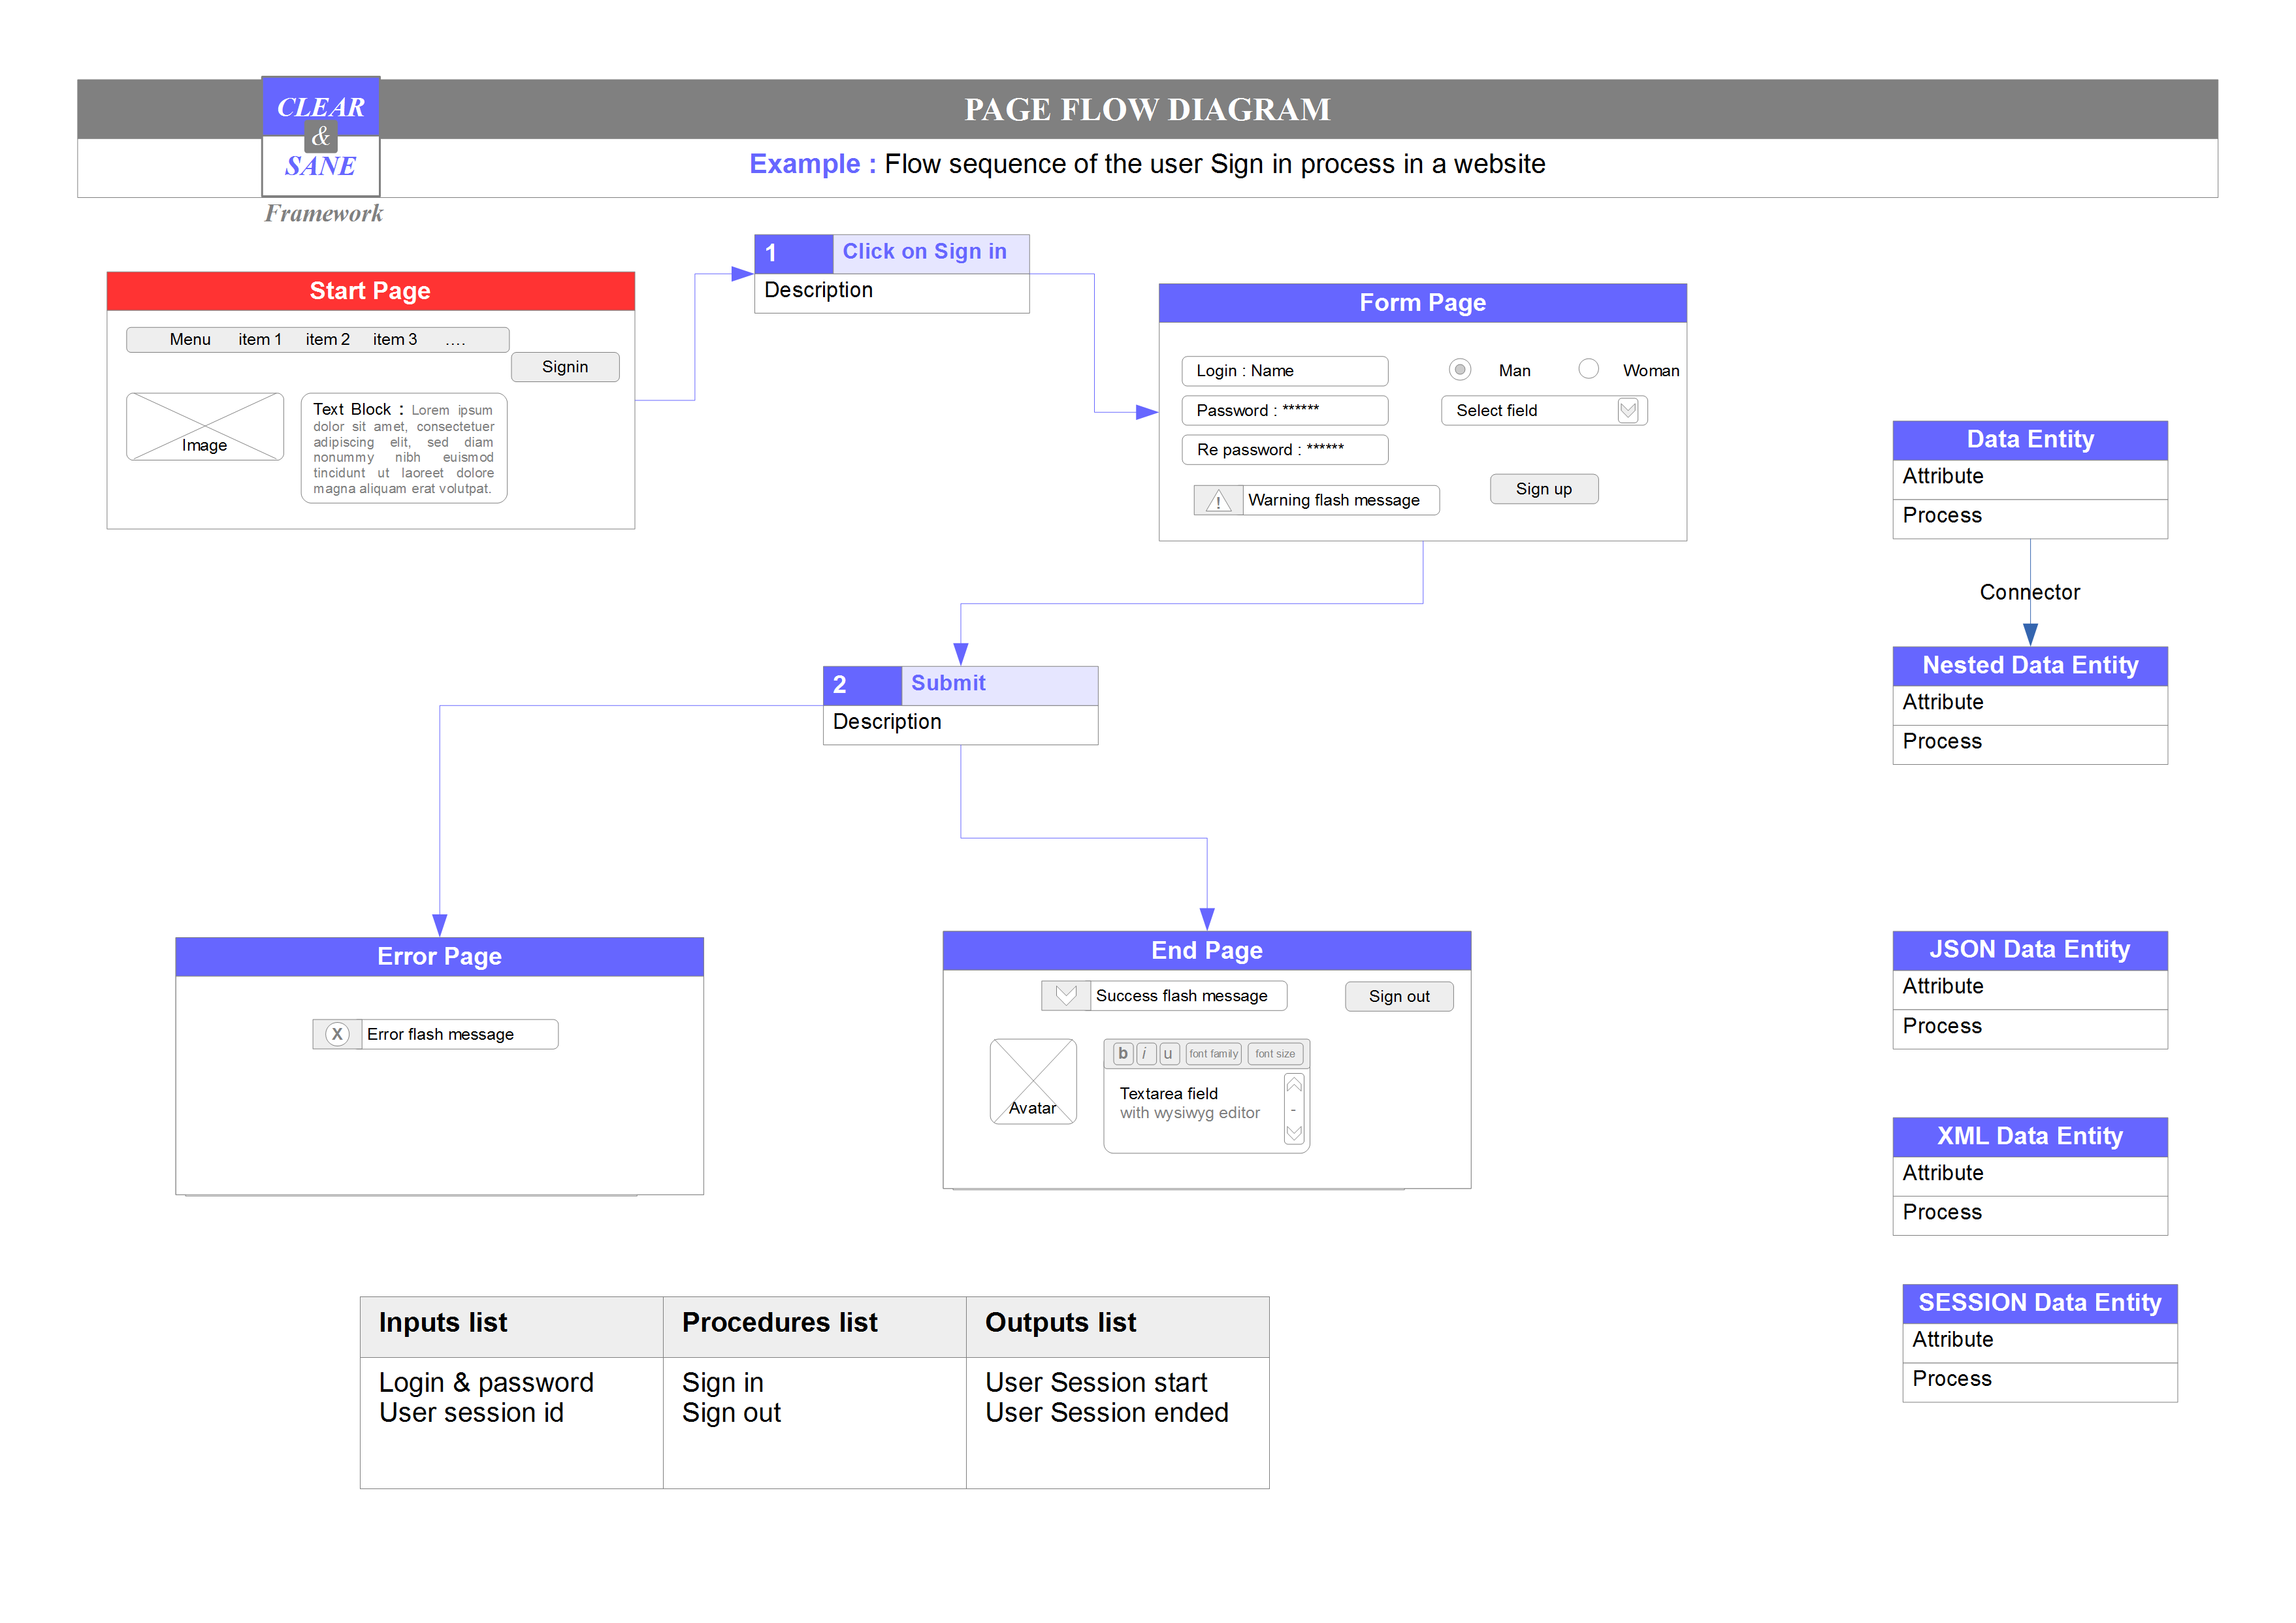 CLEAR
&
SANE
Framework
PAGE FLOW DIAGRAM
Example : Flow sequence of the user Sign in process in a website
Start Page
Menu item 1 item 2 item 3 ....
Signin
Image
Text Block : Lorem ipsum
dolor sit amet, consectetuer
adipiscing elit, sed diam
nonummy nibh euismod
tincidunt ut laoreet dolore
magna aliquam erat volutpat.
1 Click on Sign in
Description
Form Page
Login : Name
Password : ******
Re password : ******
Man Woman
Select field
! Warning flash message
Sign up
2 Submit
Description
Error Page
X Error flash message
End Page
Success flash message
Sign out
Avatar
b i u font family font size
Textarea field
with wysiwyg editor
-
Data Entity
Attribute
Process
Connector
Nested Data Entity
Attribute
Process
JSON Data Entity
Attribute
Process
XML Data Entity
Attribute
Process
SESSION Data Entity
Attribute
Process
Inputs list Procedures list Outputs list
Login & password Sign in User Session start
User session id Sign out User Session ended